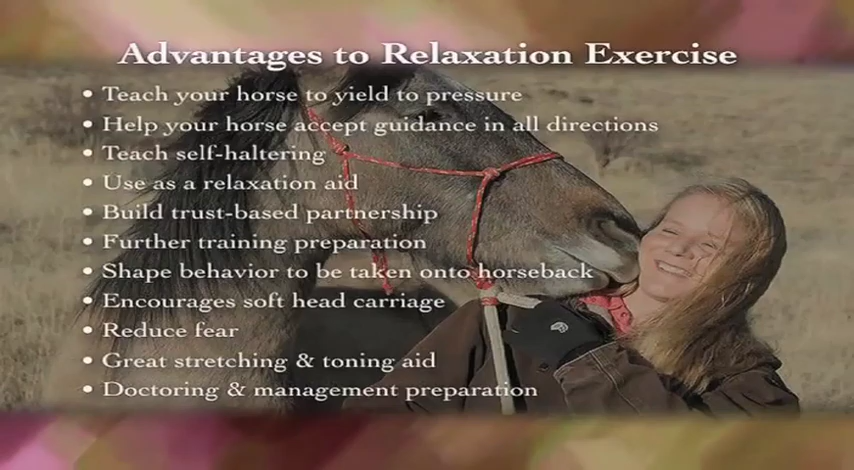 Advantages to Relaxation Exercise
• Teach your horse to yield to pressure
• Help your horse accept guidance in all directions
• Teach self-haltering
• Use as a relaxation aid
• Build trust-based partnership
• Further training preparation
• Shape behavior to be taken onto horseback
• Encourages soft head carriage
• Reduce fear
• Great stretching & toning aid
• Doctoring & management preparation